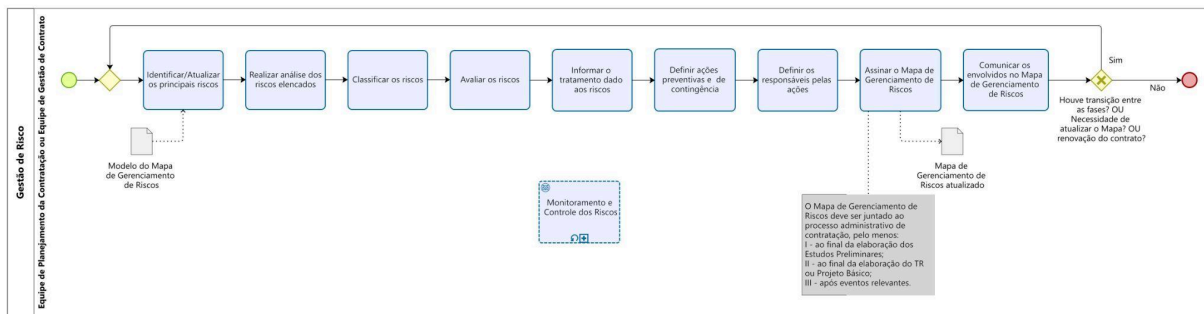 Gestão de Risco
Equipe de Planejamento da Contratação ou Equipe de Gestão de Contrato
Identificar/Atualizar
os principais riscos
Realizar análise dos
riscos elencados
Classificar os riscos
Avaliar os riscos
Informar o
tratamento dado
aos riscos
Definir ações
preventivas e de
contingência
Definir os
responsáveis pelas
ações
Assinar o Mapa de
Gerenciamento de
Riscos
Comunicar os
envolvidos no Mapa
de Gerenciamento
de Riscos
Sim
Não
Houve transição entre
as fases? OU
Necessidade de
atualizar o Mapa? OU
renovação do contrato?
Modelo do Mapa
de Gerenciamento
de Riscos
Mapa de
Gerenciamento de
Riscos atualizado
Monitoramento e
Controle dos Riscos
O Mapa de Gerenciamento de
Riscos deve ser juntado ao
processo administrativo de
contratação, pelo menos:
I - ao final da elaboração dos
Estudos Preliminares;
II - ao final da elaboração do TR
ou Projeto Básico;
III - após eventos relevantes.